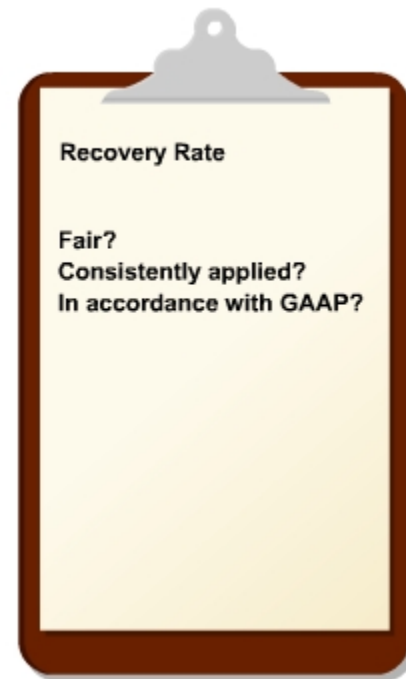 Recovery Rate
Fair?
Consistently applied?
In accordance with GAAP?